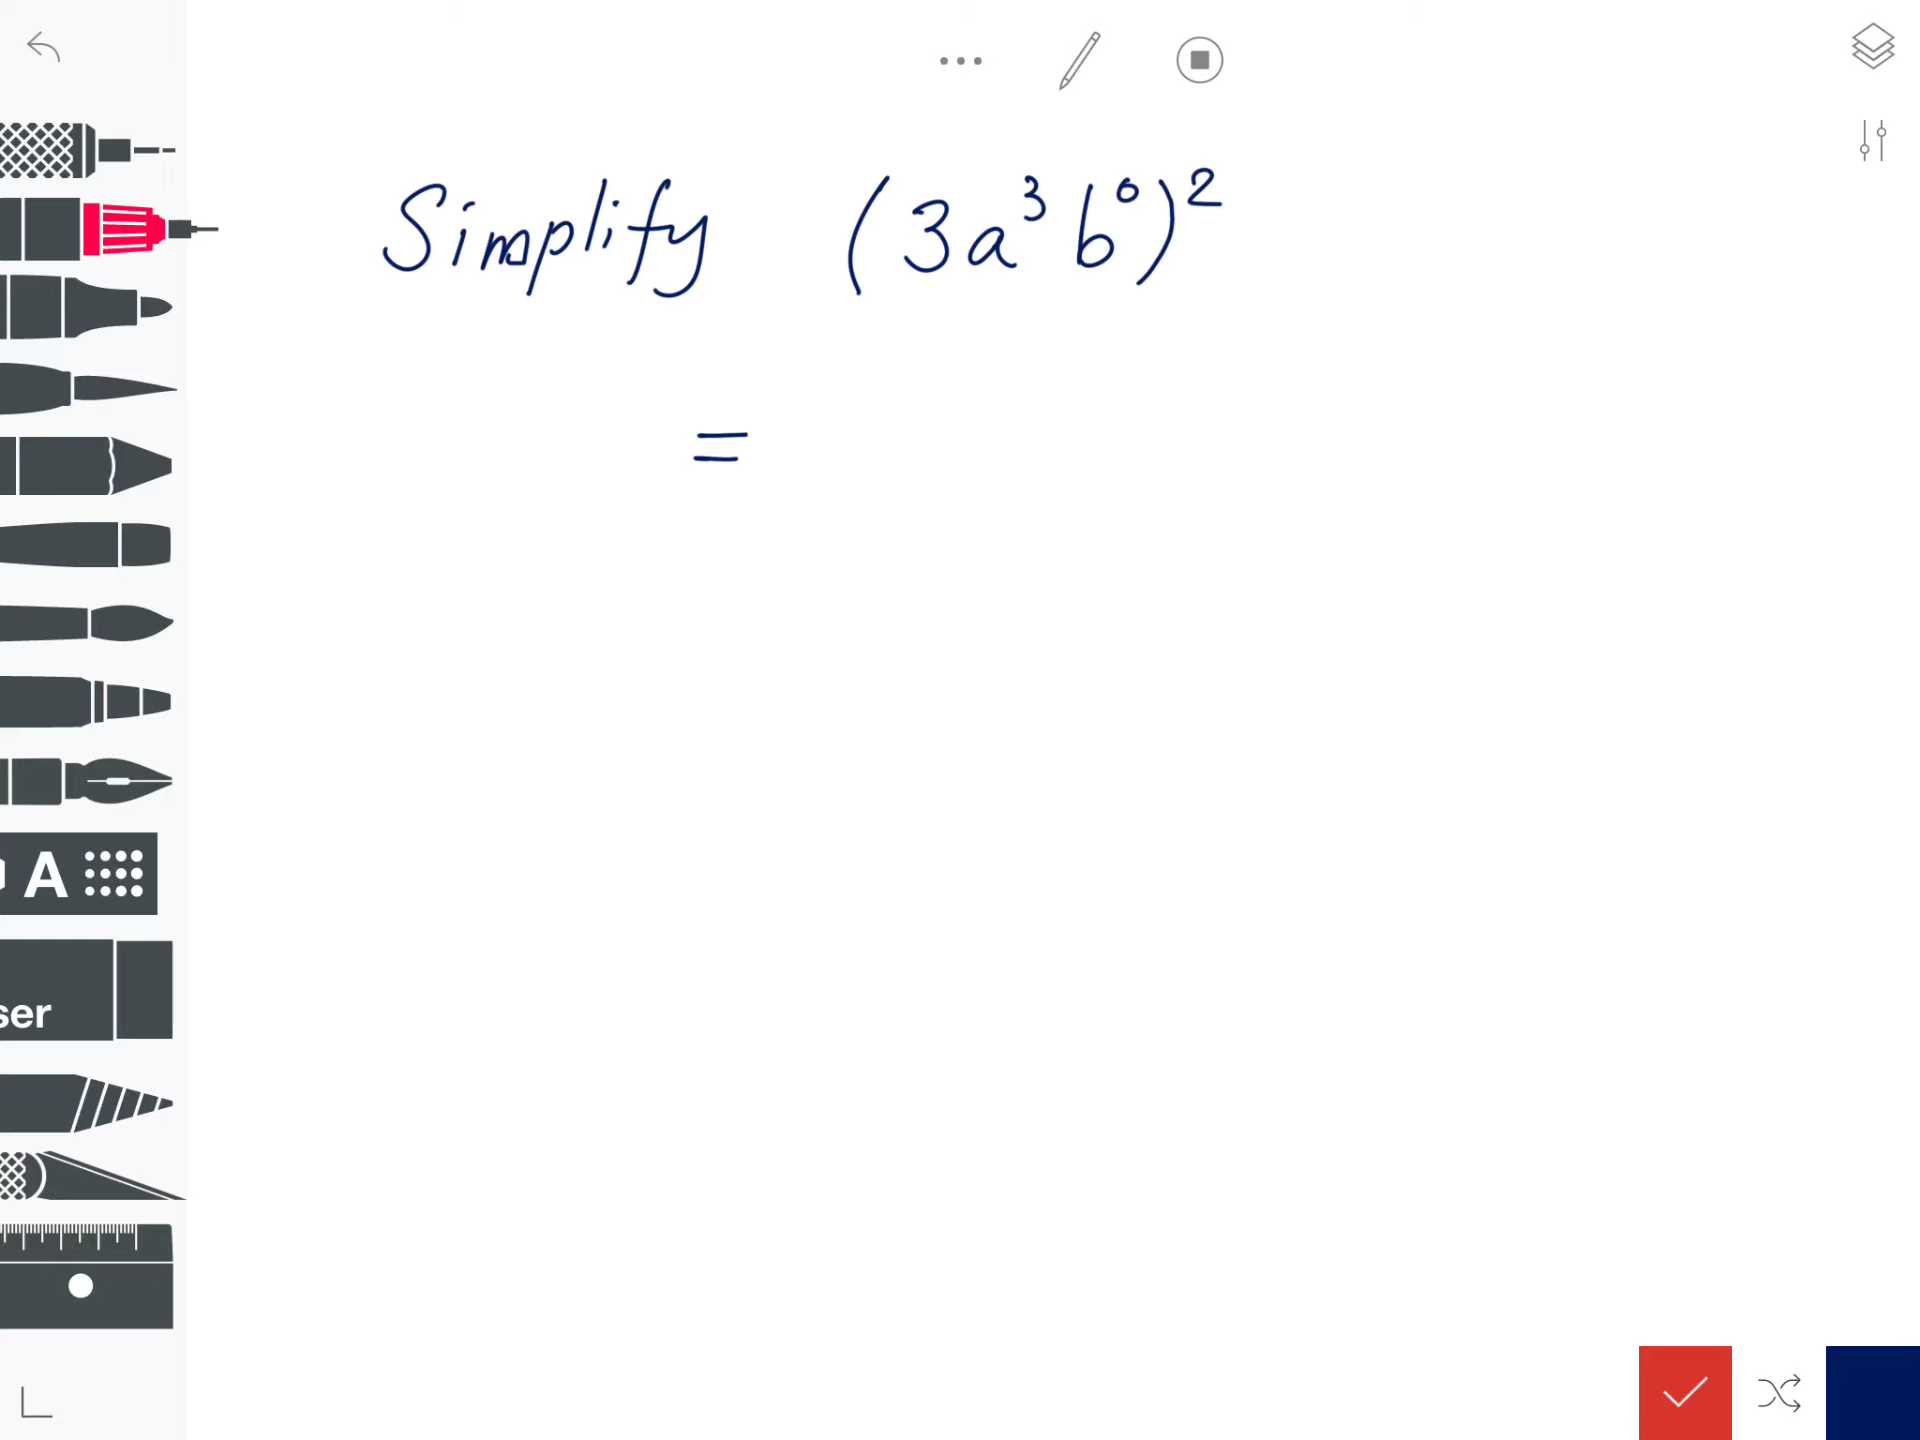 Simplify (3a³b⁰)²
=
A
ser